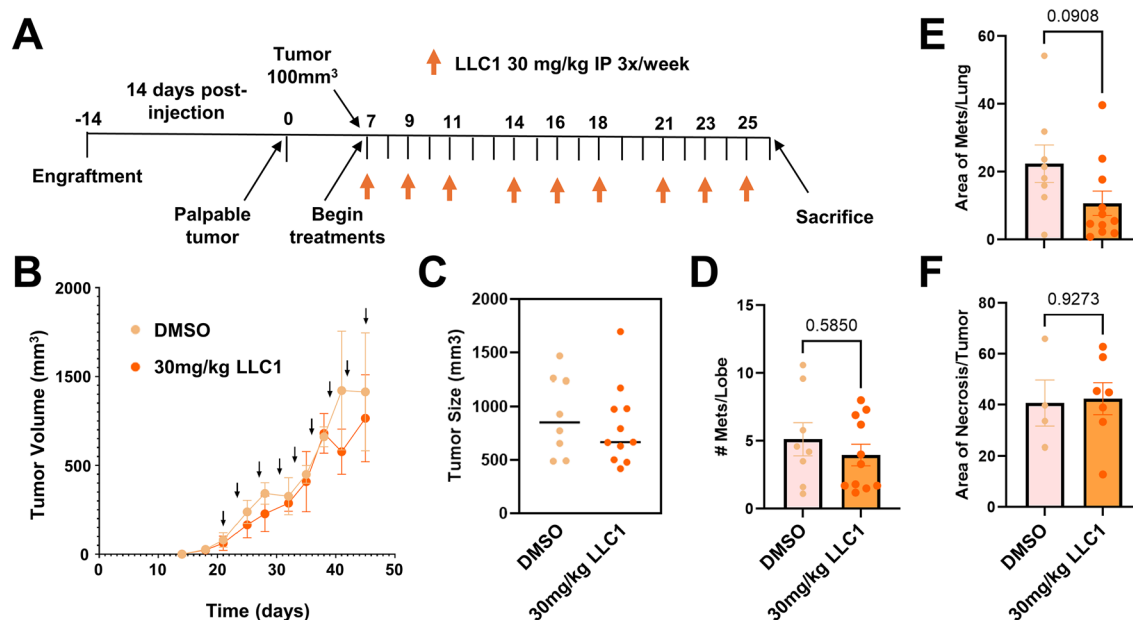 A
Tumor
100mm3
LLC1 30 mg/kg IP 3x/week
14 days post-
injection
-14 0 7 9 11 14 16 18 21 23 25
Engraftment
Palpable
tumor
Begin
treatments
Sacrifice
B
Tumor Volume (mm3)
2000
1500
1000
500
0
DMSO
30mg/kg LLC1
0 10 20 30 40 50
Time (days)
C
Tumor Size (mm3)
2000
1500
1000
500
0
DMSO
30mg/kg LLC1
D
# Mets/Lobe
15
10
5
0
0.5850
DMSO
30mg/kg LLC1
E
Area of Mets/Lung
60
40
20
0
0.0908
F
Area of Necrosis/Tumor
80
60
40
20
0
0.9273
DMSO
30mg/kg LLC1